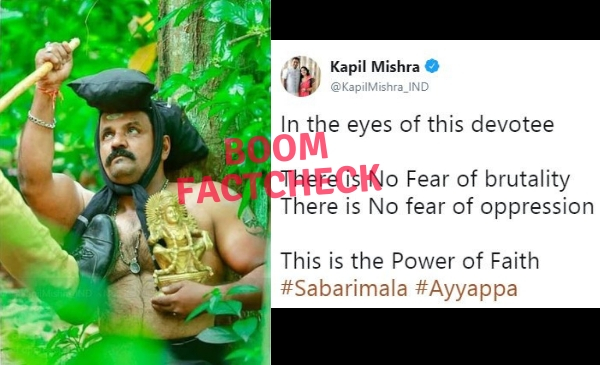 Kapil Mishra
@KapilMishra_IND
In the eyes of this devotee
There is No Fear of brutality
There is No fear of oppression
This is the Power of Faith
#Sabarimala #Ayyappa
BOOM
FACTCHECK